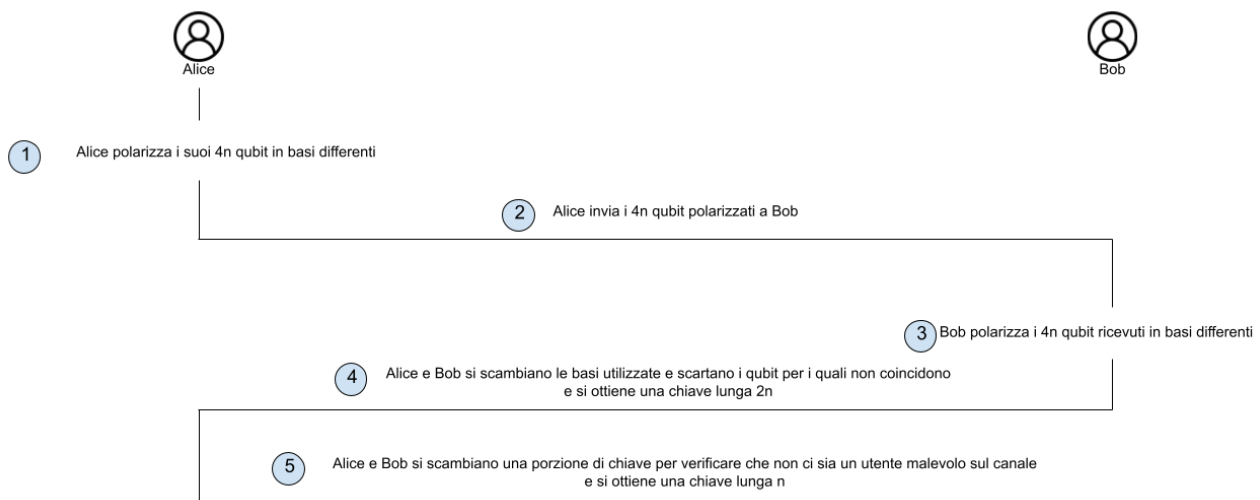 Alice
Bob
1
Alice polarizza i suoi 4n qubit in basi differenti
2
Alice invia i 4n qubit polarizzati a Bob
3
Bob polarizza i 4n qubit ricevuti in basi differenti
4
Alice e Bob si scambiano le basi utilizzate e scartano i qubit per i quali non coincidono
e si ottiene una chiave lunga 2n
5
Alice e Bob si scambiano una porzione di chiave per verificare che non ci sia un utente malevolo sul canale
e si ottiene una chiave lunga n